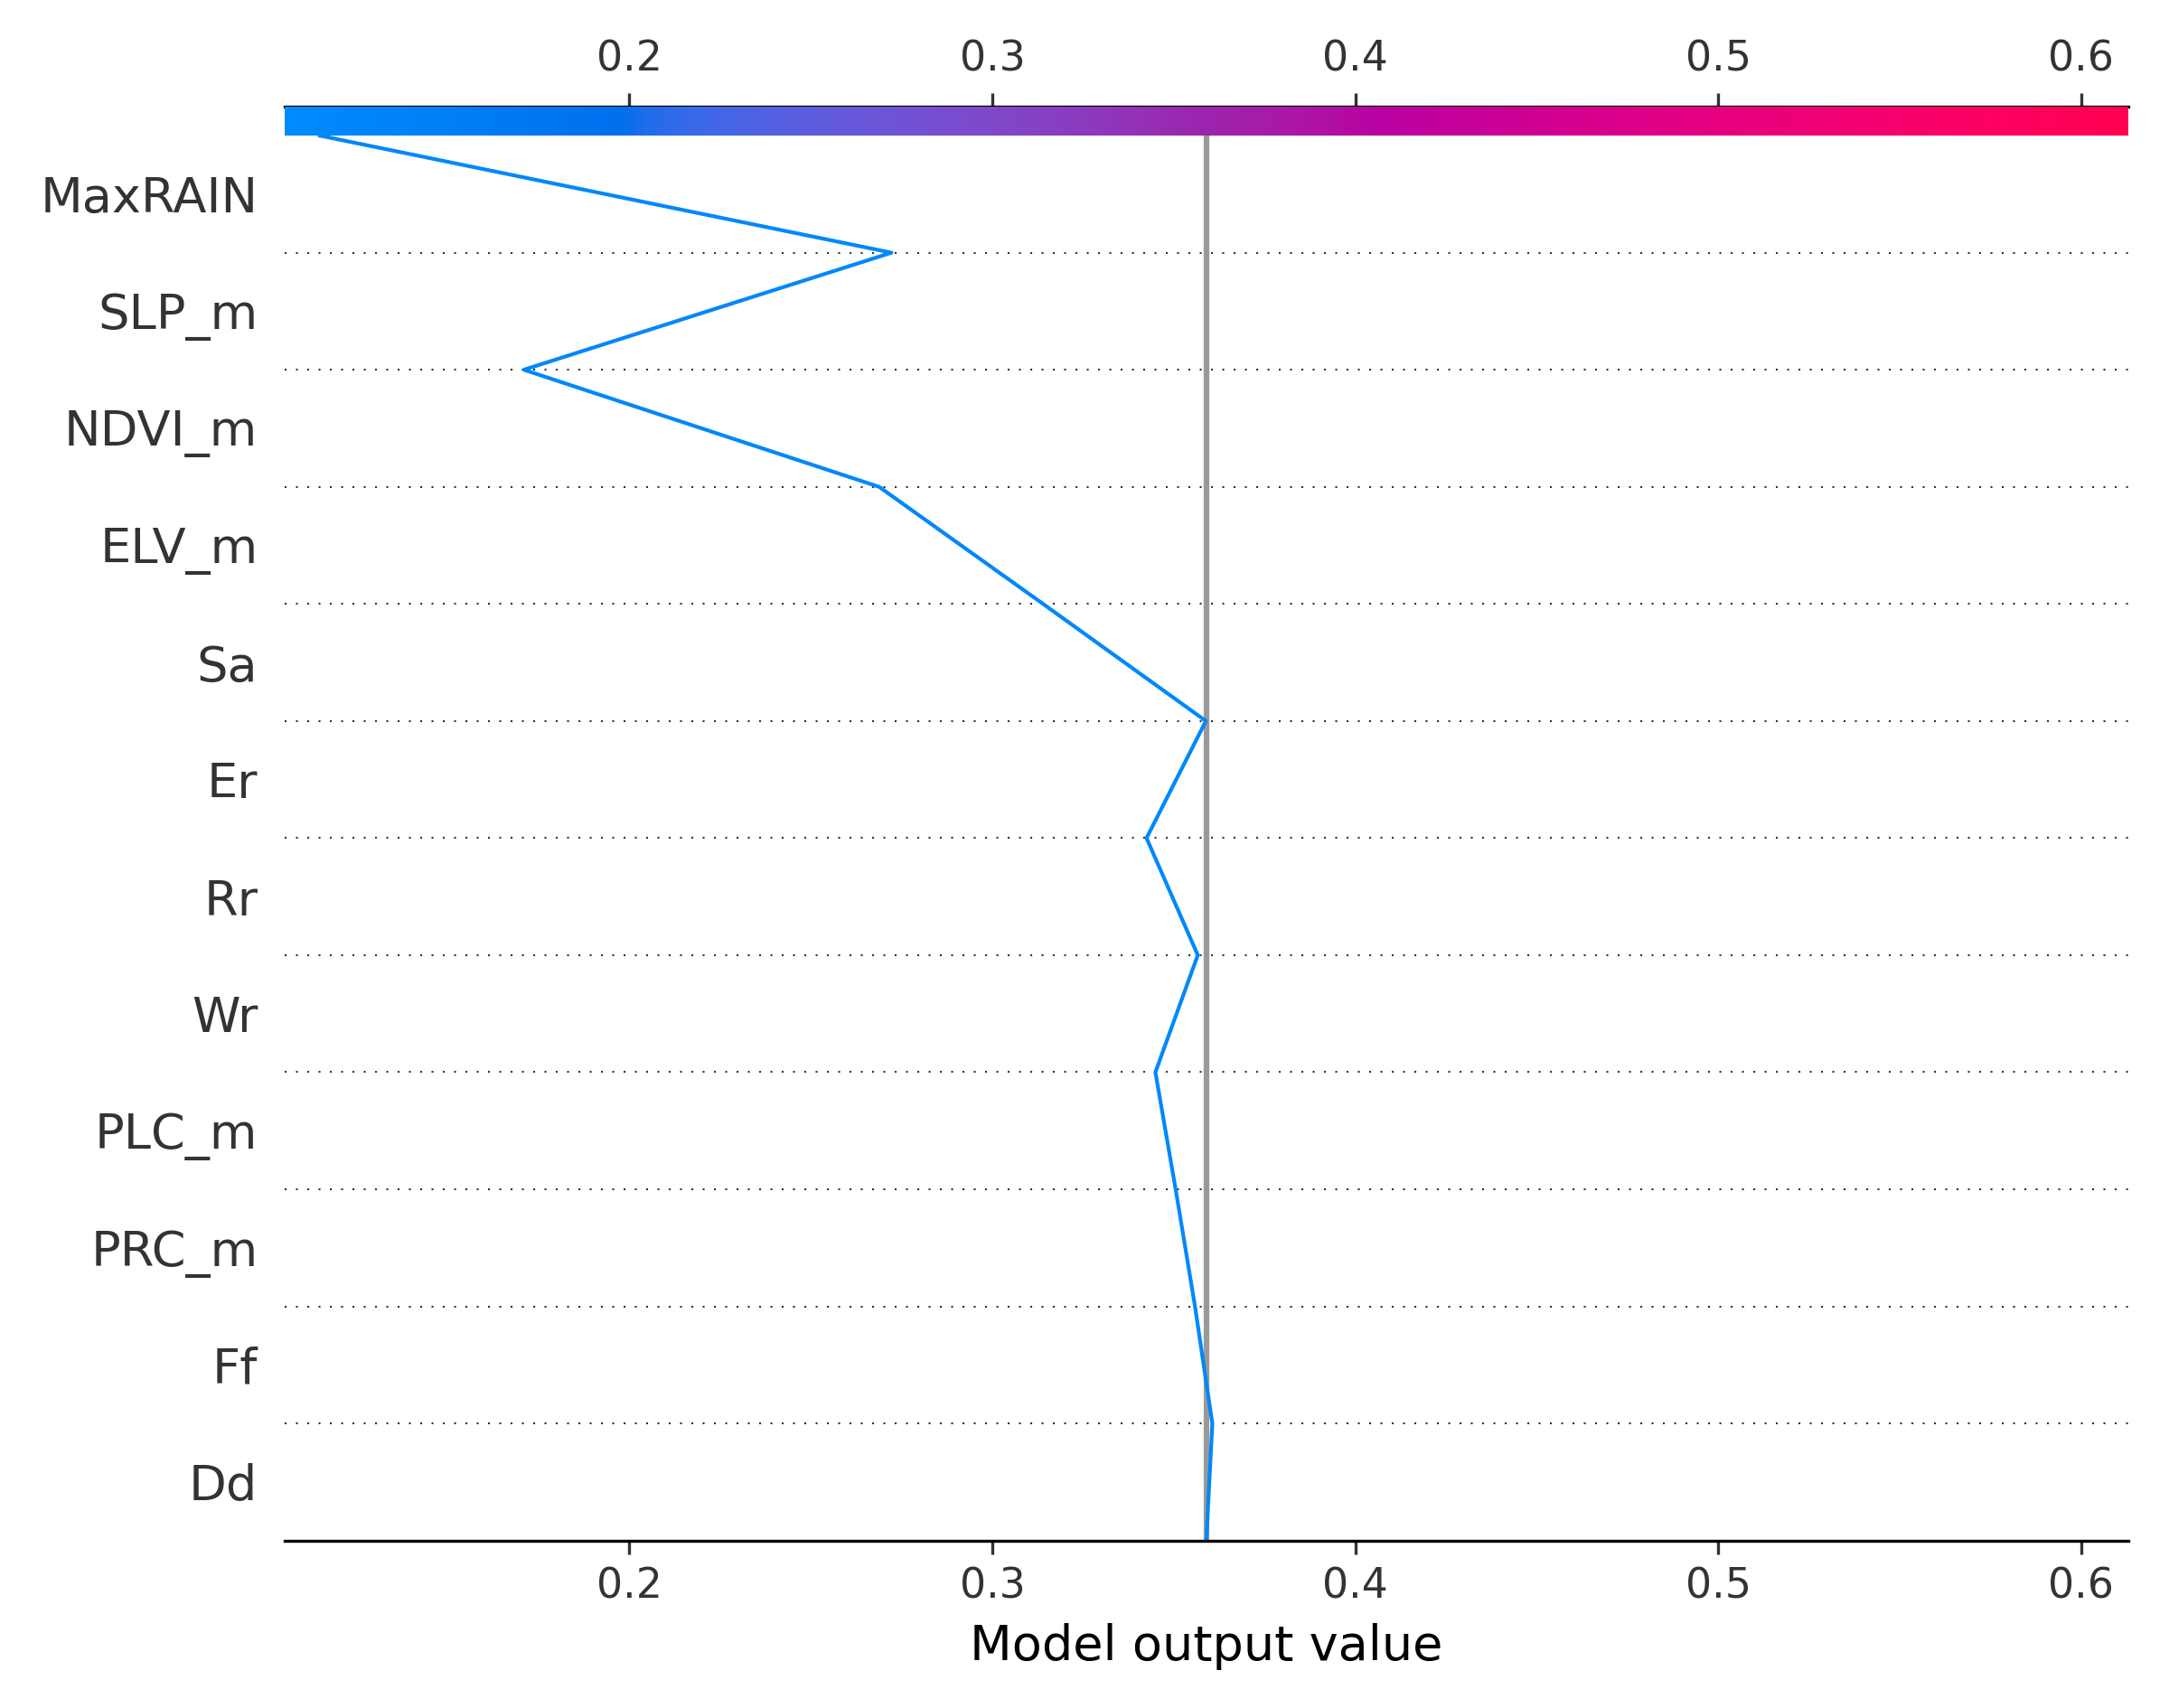 0.2 0.3 0.4 0.5 0.6
MaxRAIN
SLP_m
NDVI_m
ELV_m
Sa
Er
Rr
Wr
PLC_m
PRC_m
Ff
Dd
0.2 0.3 0.4 0.5 0.6
Model output value